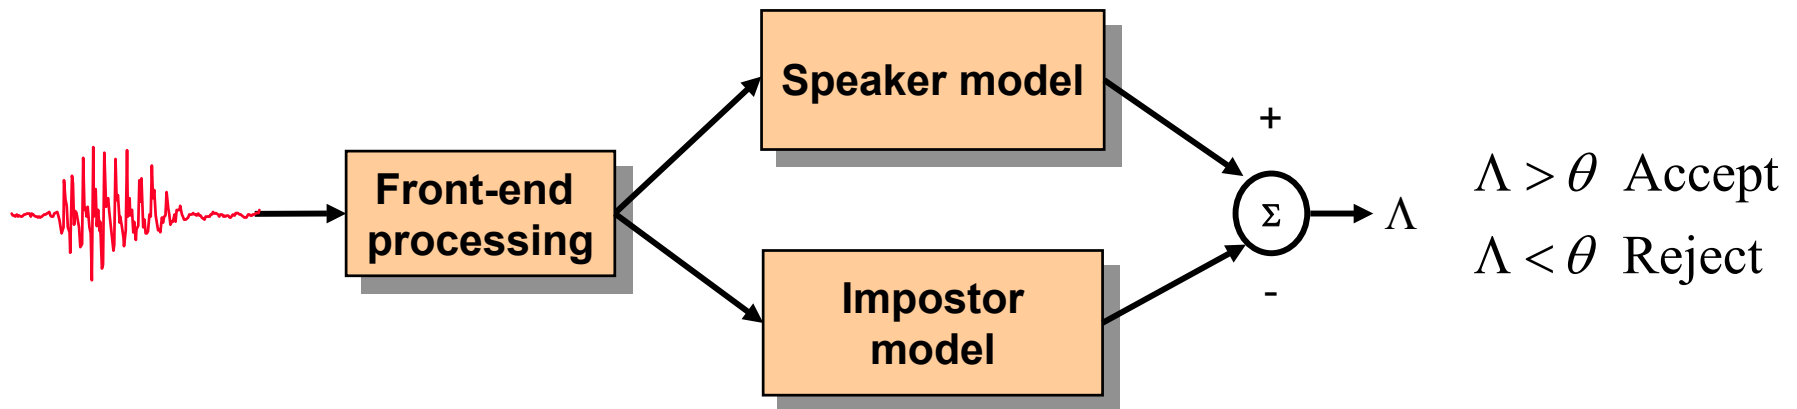 Front-end
processing
Speaker model
Impostor
model
+
Σ
-
Λ
Λ > θ Accept
Λ < θ Reject